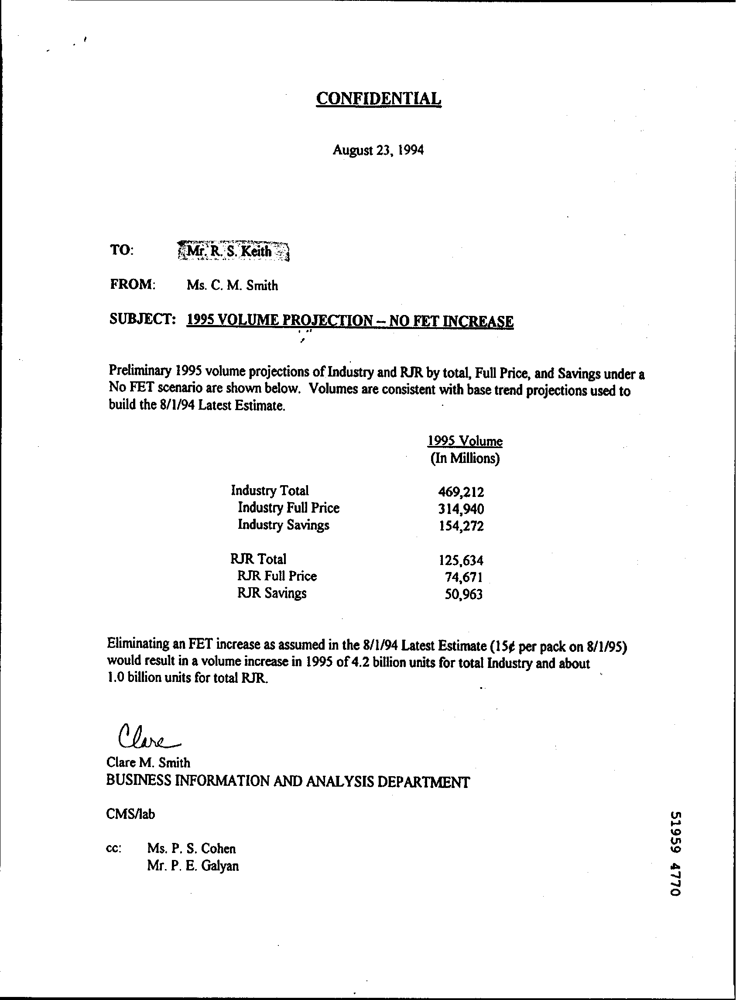 CONFIDENTIAL
August 23, 1994
TO: Mr. R. S. Keith
FROM: Ms. C. M. Smith
SUBJECT: 1995 VOLUME PROJECTION -- NO FET INCREASE
Preliminary 1995 volume projections of Industry and RJR by total, Full Price, and Savings under a
No FET scenario are shown below. Volumes are consistent with base trend projections used to
build the 8/1/94 Latest Estimate.
1995 Volume
(In Millions)
Industry Total 469,212
Industry Full Price 314,940
Industry Savings 154,272
RJR Total 125,634
RJR Full Price 74,671
RJR Savings 50,963
Eliminating an FET increase as assumed in the 8/1/94 Latest Estimate (15¢ per pack on 8/1/95)
would result in a volume increase in 1995 of 4.2 billion units for total Industry and about
1.0 billion units for total RJR.
Clare
Clare M. Smith
BUSINESS INFORMATION AND ANALYSIS DEPARTMENT
CMS/lab
cc: Ms. P. S. Cohen
Mr. P. E. Galyan
51959 4770